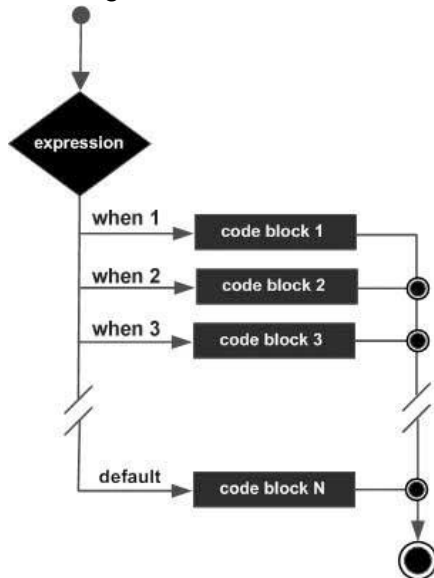 expression
when 1
code block 1
when 2
code block 2
when 3
code block 3
default
code block N